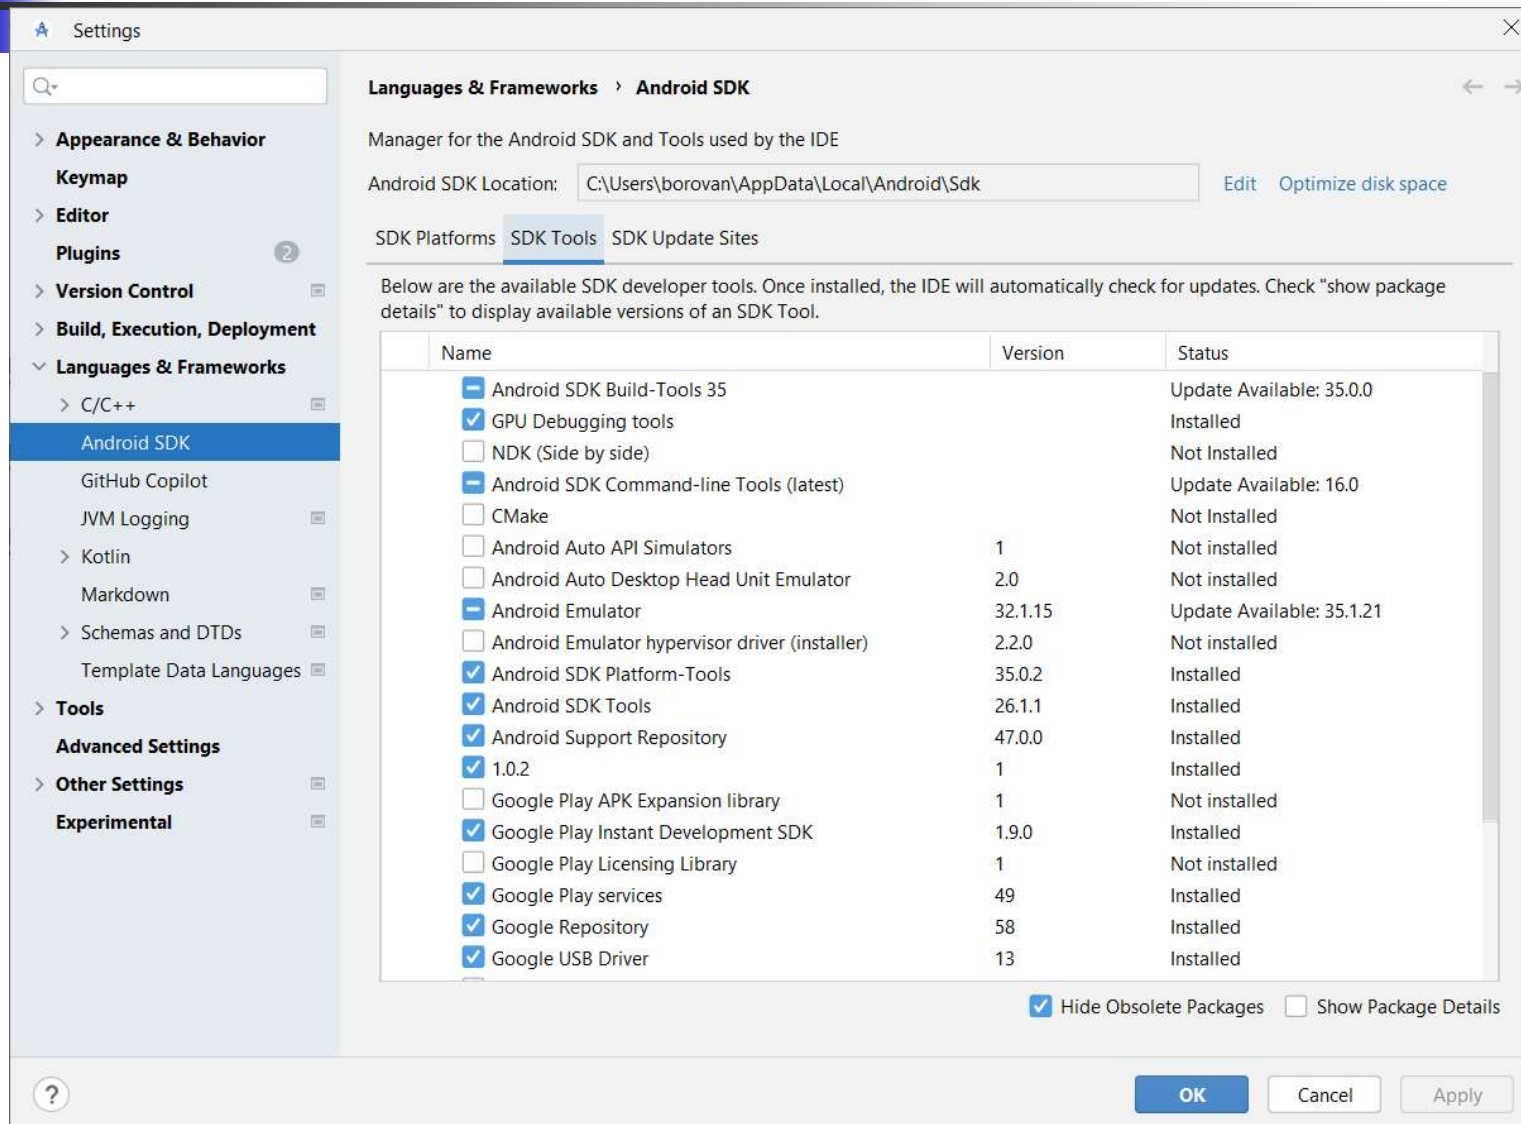 Settings
Languages & Frameworks › Android SDK
Appearance & Behavior
Keymap
Editor
Plugins 2
Version Control
Build, Execution, Deployment
Languages & Frameworks
C/C++
Android SDK
GitHub Copilot
JVM Logging
Kotlin
Markdown
Schemas and DTDs
Template Data Languages
Tools
Advanced Settings
Other Settings
Experimental
Manager for the Android SDK and Tools used by the IDE
Android SDK Location: C:\Users\borovan\AppData\Local\Android\Sdk Edit Optimize disk space
SDK Platforms SDK Tools SDK Update Sites
Below are the available SDK developer tools. Once installed, the IDE will automatically check for updates. Check "show package
details" to display available versions of an SDK Tool.
Name Version Status
Android SDK Build-Tools 35 Update Available: 35.0.0
GPU Debugging tools Installed
NDK (Side by side) Not Installed
Android SDK Command-line Tools (latest) Update Available: 16.0
CMake Not Installed
Android Auto API Simulators 1 Not installed
Android Auto Desktop Head Unit Emulator 2.0 Not installed
Android Emulator 32.1.15 Update Available: 35.1.21
Android Emulator hypervisor driver (installer) 2.2.0 Not installed
Android SDK Platform-Tools 35.0.2 Installed
Android SDK Tools 26.1.1 Installed
Android Support Repository 47.0.0 Installed
1.0.2 1 Installed
Google Play APK Expansion library 1 Not installed
Google Play Instant Development SDK 1.9.0 Installed
Google Play Licensing Library 1 Not installed
Google Play services 49 Installed
Google Repository 58 Installed
Google USB Driver 13 Installed
Hide Obsolete Packages Show Package Details
? OK Cancel Apply